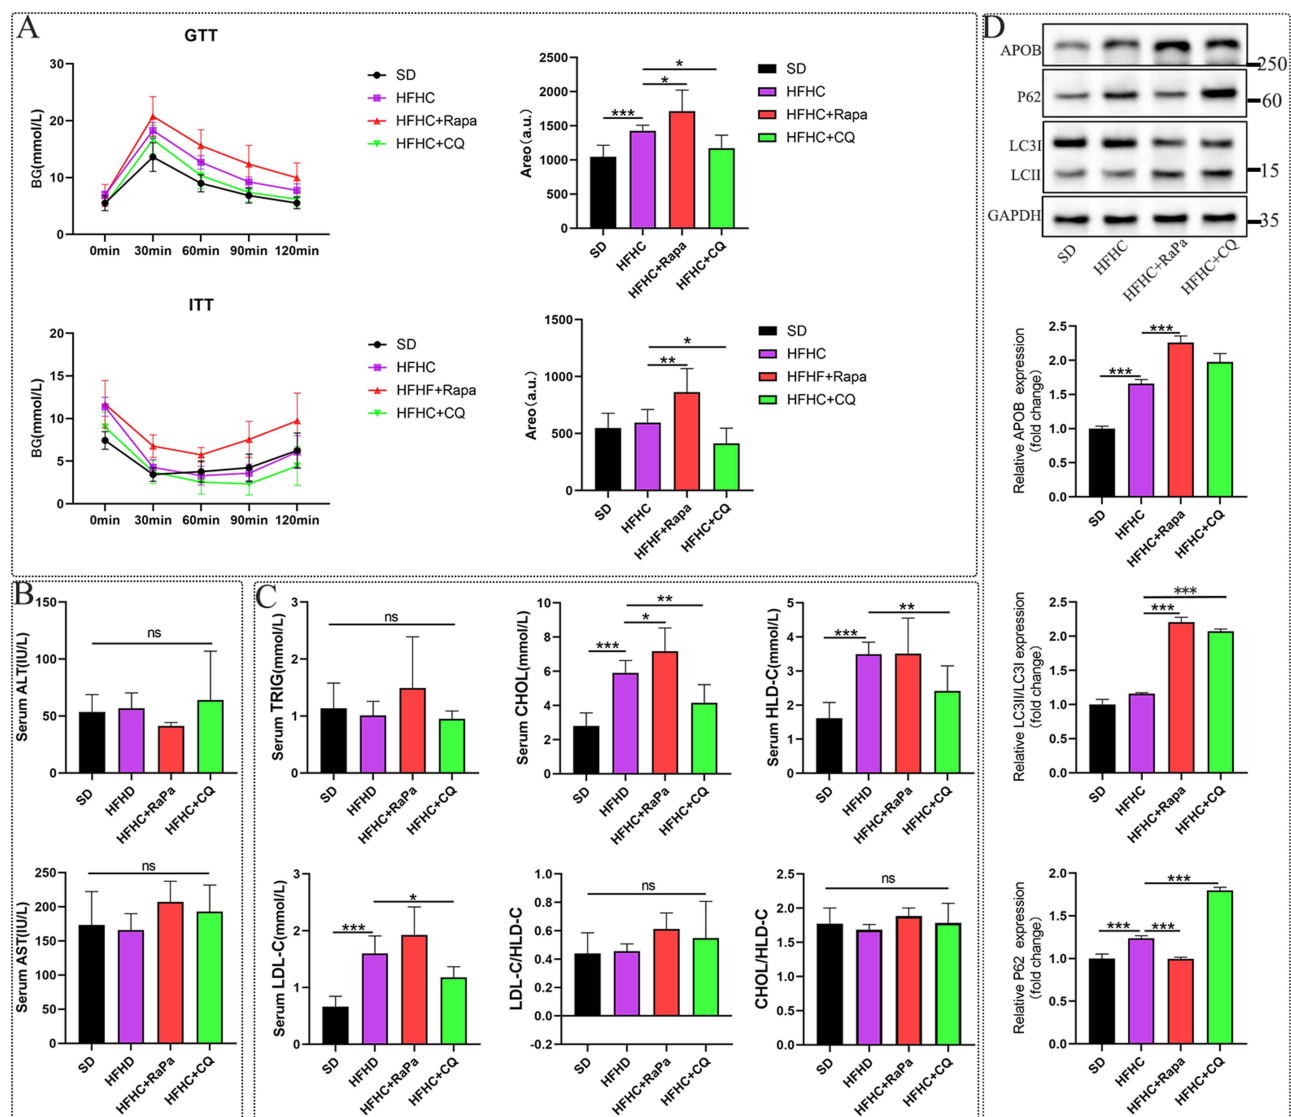 A
GTT
BG(mmol/L)
30
20
10
0
0min 30min 60min 90min 120min
SD
HFHC
HFHC+Rapa
HFHC+CQ
Areo(a.u.)
2500
2000
1500
1000
500
0
***
*
*
SD HFHC HFHC+Rapa HFHC+CQ
SD
HFHC
HFHC+Rapa
HFHC+CQ
ITT
BG(mmol/L)
20
15
10
5
0
0min 30min 60min 90min 120min
SD
HFHC
HFHF+Rapa
HFHC+CQ
Areo(a.u.)
1500
1000
500
0
**
*
SD HFHC HFHF+Rapa HFHC+CQ
SD
HFHC
HFHF+Rapa
HFHC+CQ
B
Serum ALT(IU/L)
150
100
50
0
ns
SD HFHD HFHC+RaPa HFHC+CQ
Serum AST(IU/L)
250
200
150
100
50
0
ns
SD HFHD HFHC+RaPa HFHC+CQ
C
Serum TRIG(mmol/L)
3
2
1
0
ns
SD HFHD HFHC+RaPa HFHC+CQ
Serum CHOL(mmol/L)
10
8
6
4
2
0
***
*
**
SD HFHD HFHC+RaPa HFHC+CQ
Serum HLD-C(mmol/L)
5
4
3
2
1
0
***
**
SD HFHD HFHC+RaPa HFHC+CQ
Serum LDL-C(mmol/L)
3
2
1
0
***
*
SD HFHD HFHC+RaPa HFHC+CQ
LDL-C/HLD-C
1.0
0.8
0.6
0.4
0.2
0.0
-0.2
ns
SD HFHD HFHC+RaPa HFHC+CQ
CHOL/HLD-C
2.5
2.0
1.5
1.0
0.5
0.0
ns
SD HFHD HFHC+RaPa HFHC+CQ
D
APOB
250
P62
60
LC3I
LCII
15
GAPDH
35
SD HFHC HFHC+RaPa HFHC+CQ
Relative APOB expression
(fold change)
2.5
2.0
1.5
1.0
0.5
0.0
***
***
SD HFHC HFHC+Rapa HFHC+CQ
Relative LC3II/LC3I expression
(fold change)
2.5
2.0
1.5
1.0
0.5
0.0
***
***
SD HFHC HFHC+Rapa HFHC+CQ
Relative P62 expression
(fold change)
2.0
1.5
1.0
0.5
0.0
***
***
***
SD HFHC HFHC+Rapa HFHC+CQ